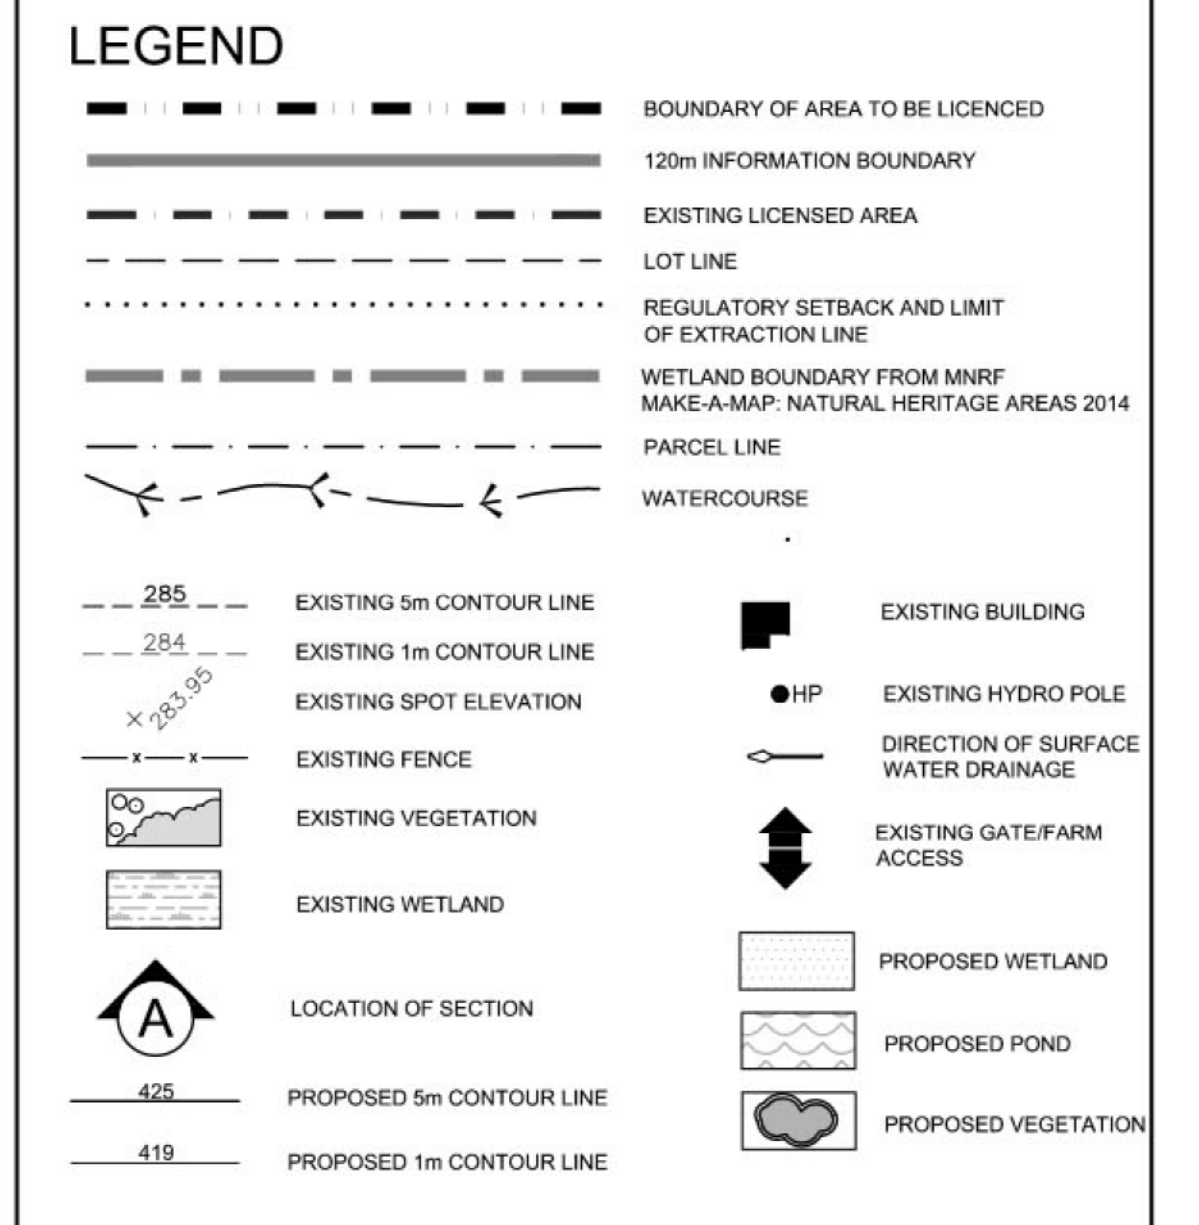 LEGEND
BOUNDARY OF AREA TO BE LICENCED
120m INFORMATION BOUNDARY
EXISTING LICENSED AREA
LOT LINE
REGULATORY SETBACK AND LIMIT
OF EXTRACTION LINE
WETLAND BOUNDARY FROM MNRF
MAKE-A-MAP: NATURAL HERITAGE AREAS 2014
PARCEL LINE
WATERCOURSE
285
EXISTING 5m CONTOUR LINE
284
EXISTING 1m CONTOUR LINE
283.95
EXISTING SPOT ELEVATION
x x
EXISTING FENCE
EXISTING VEGETATION
EXISTING WETLAND
A
LOCATION OF SECTION
425
PROPOSED 5m CONTOUR LINE
419
PROPOSED 1m CONTOUR LINE
EXISTING BUILDING
HP
EXISTING HYDRO POLE
DIRECTION OF SURFACE
WATER DRAINAGE
EXISTING GATE/FARM
ACCESS
PROPOSED WETLAND
PROPOSED POND
PROPOSED VEGETATION